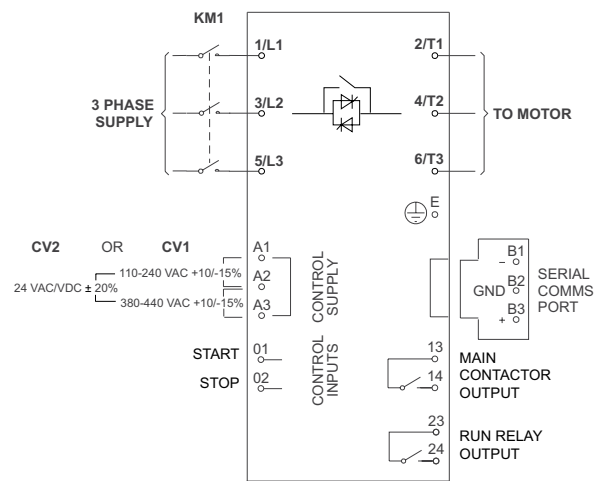 KM1
1/L1
2/T1
3 PHASE
SUPPLY
3/L2
4/T2
TO MOTOR
5/L3
6/T3
E
CV2 OR CV1
A1
110-240 VAC +10/-15%
24 VAC/VDC ± 20%
A2
380-440 VAC +10/-15%
A3
CONTROL
SUPPLY
B1
–
GND B2
+ B3
SERIAL
COMMS
PORT
START 01
STOP 02
CONTROL
INPUTS
13
14
MAIN
CONTACTOR
OUTPUT
23
24
RUN RELAY
OUTPUT